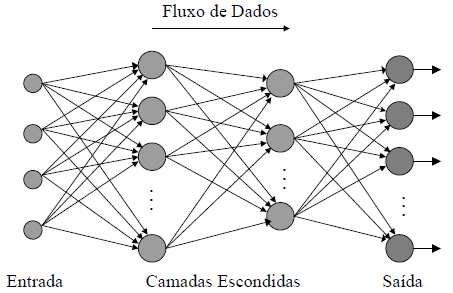 Fluxo de Dados
Entrada
Camadas Escondidas
Saída